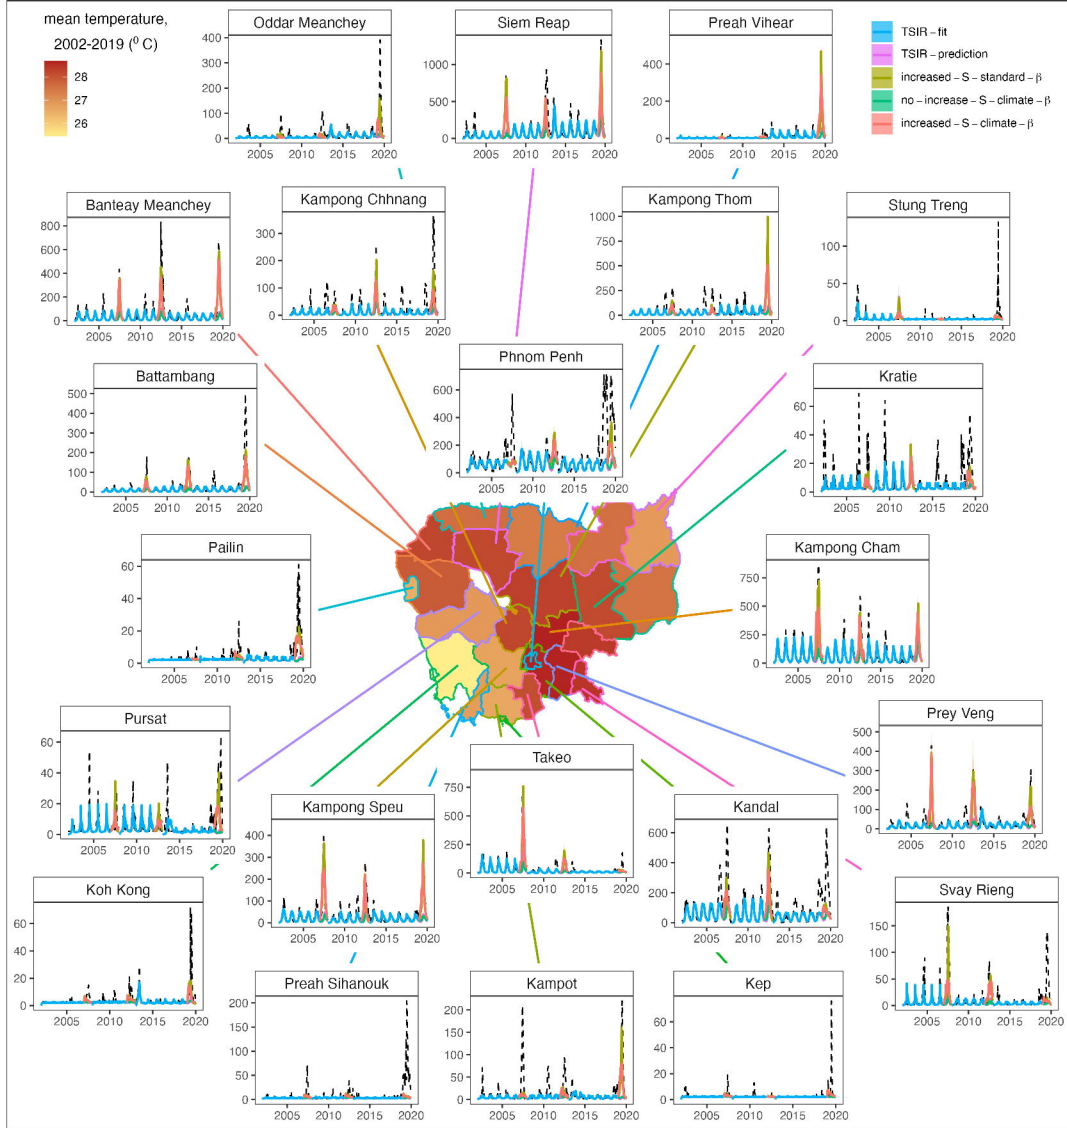 mean temperature,
2002-2019 (⁰ C)
28
27
26
Oddar Meanchey
400
300
200
100
0
2005 2010 2015 2020
Siem Reap
1000
500
0
2005 2010 2015 2020
Preah Vihear
400
200
0
2005 2010 2015 2020
TSIR – fit
TSIR – prediction
increased – S – standard – β
no – increase – S – climate – β
increased – S – climate – β
Banteay Meanchey
800
600
400
200
0
2005 2010 2015 2020
Kampong Chhnang
300
200
100
0
2005 2010 2015 2020
Kampong Thom
1000
750
500
250
0
2005 2010 2015 2020
Stung Treng
100
50
0
2005 2010 2015 2020
Battambang
500
400
300
200
100
0
2005 2010 2015 2020
Phnom Penh
600
400
200
0
2005 2010 2015 2020
Kratie
60
40
20
0
2005 2010 2015 2020
Pailin
60
40
20
0
2005 2010 2015 2020
Kampong Cham
750
500
250
0
2005 2010 2015 2020
Pursat
60
40
20
0
2005 2010 2015 2020
Prey Veng
500
400
300
200
100
0
2005 2010 2015 2020
Takeo
750
500
250
0
2005 2010 2015 2020
Kampong Speu
400
300
200
100
0
2005 2010 2015 2020
Kandal
600
400
200
0
2005 2010 2015 2020
Koh Kong
60
40
20
0
2005 2010 2015 2020
Svay Rieng
150
100
50
0
2005 2010 2015 2020
Preah Sihanouk
200
150
100
50
0
2005 2010 2015 2020
Kampot
200
150
100
50
0
2005 2010 2015 2020
Kep
60
40
20
0
2005 2010 2015 2020